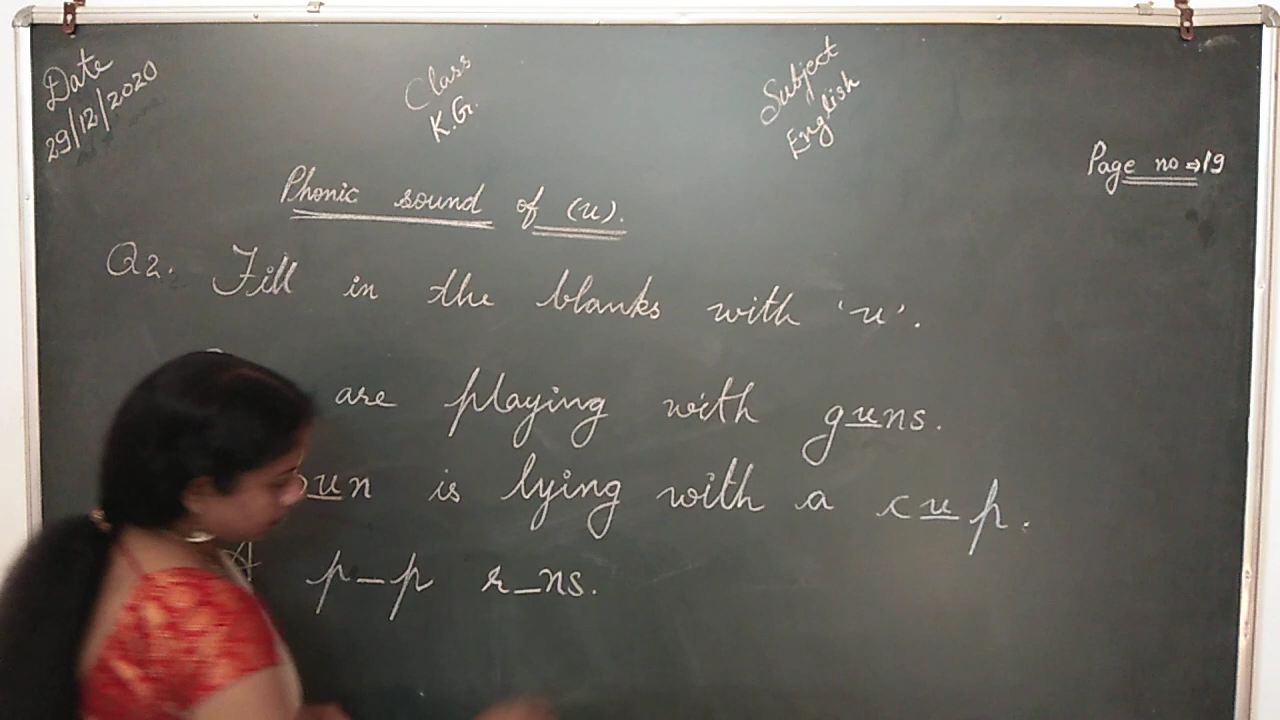 Date
29/12/2020
Class
K.G.
Subject
English
Page no ⇒ 19
Phonic sound of (u).
Q2. Fill in the blanks with 'u'.
are playing with guns.
is lying with a cup.
A p_p r_ns.